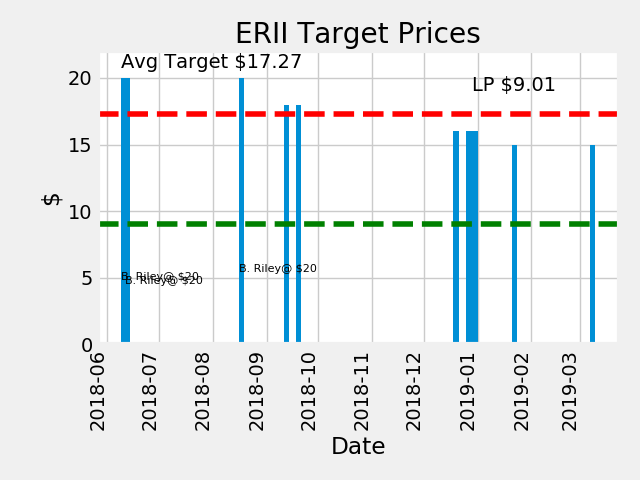 ERII Target Prices
Avg Target $17.27
LP $9.01
$
20
15
10
5
0
B. Riley@ $20
B. Riley@ $20
B. Riley@ $20
2018-06
2018-07
2018-08
2018-09
2018-10
2018-11
2018-12
2019-01
2019-02
2019-03
Date